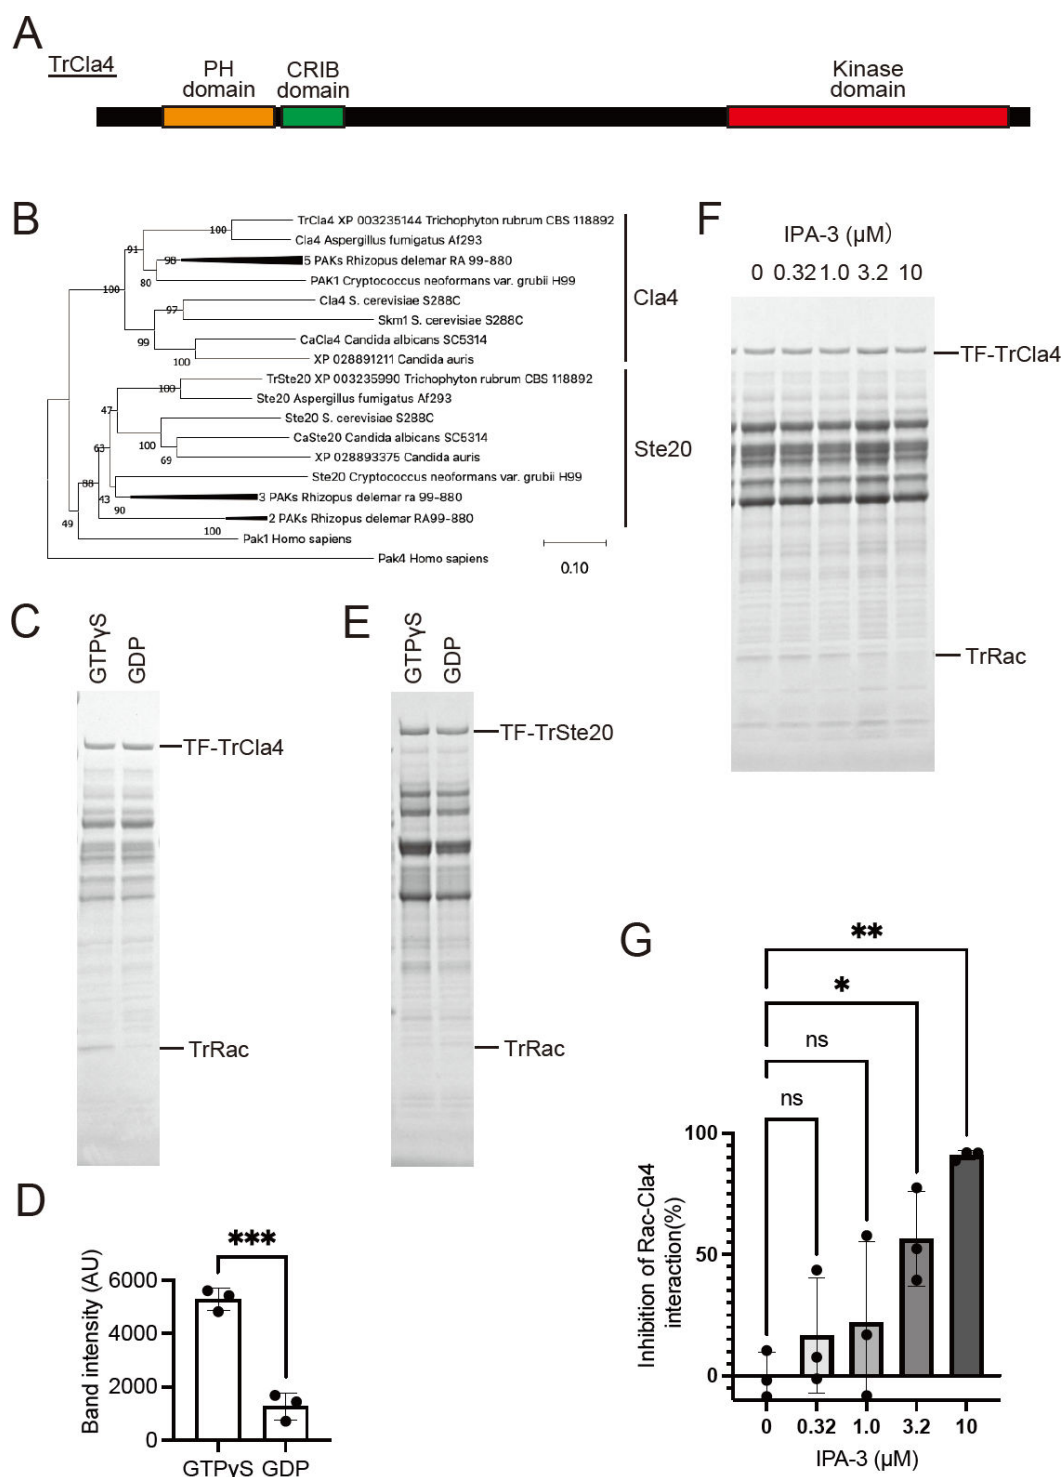 A
TrCla4
PH
domain
CRIB
domain
Kinase
domain
B
TrCla4 XP 003235144 Trichophyton rubrum CBS 118892
Cla4 Aspergillus fumigatus Af293
5 PAKs Rhizopus delemar RA 99-880
PAK1 Cryptococcus neoformans var. grubii H99
Cla4 S. cerevisiae S288C
Skm1 S. cerevisiae S288C
CaCla4 Candida albicans SC5314
XP 028891211 Candida auris
TrSte20 XP 003235990 Trichophyton rubrum CBS 118892
Ste20 Aspergillus fumigatus Af293
Ste20 S. cerevisiae S288C
CaSte20 Candida albicans SC5314
XP 028893375 Candida auris
Ste20 Cryptococcus neoformans var. grubii H99
3 PAKs Rhizopus delemar ra 99-880
2 PAKs Rhizopus delemar RA99-880
Pak1 Homo sapiens
Pak4 Homo sapiens
100
91
98
80
100
97
99
100
100
47
100
69
63
88
43
90
100
49
Cla4
Ste20
0.10
C
GTPγS
GDP
TF-TrCla4
TrRac
D
***
Band intensity (AU)
6000
4000
2000
0
GTPγS GDP
E
GTPγS
GDP
TF-TrSte20
TrRac
F
IPA-3 (μM)
0 0.32 1.0 3.2 10
TF-TrCla4
TrRac
G
**
*
ns
ns
Inhibition of Rac-Cla4
interaction(%)
100
50
0
0 0.32 1.0 3.2 10
IPA-3 (μM)